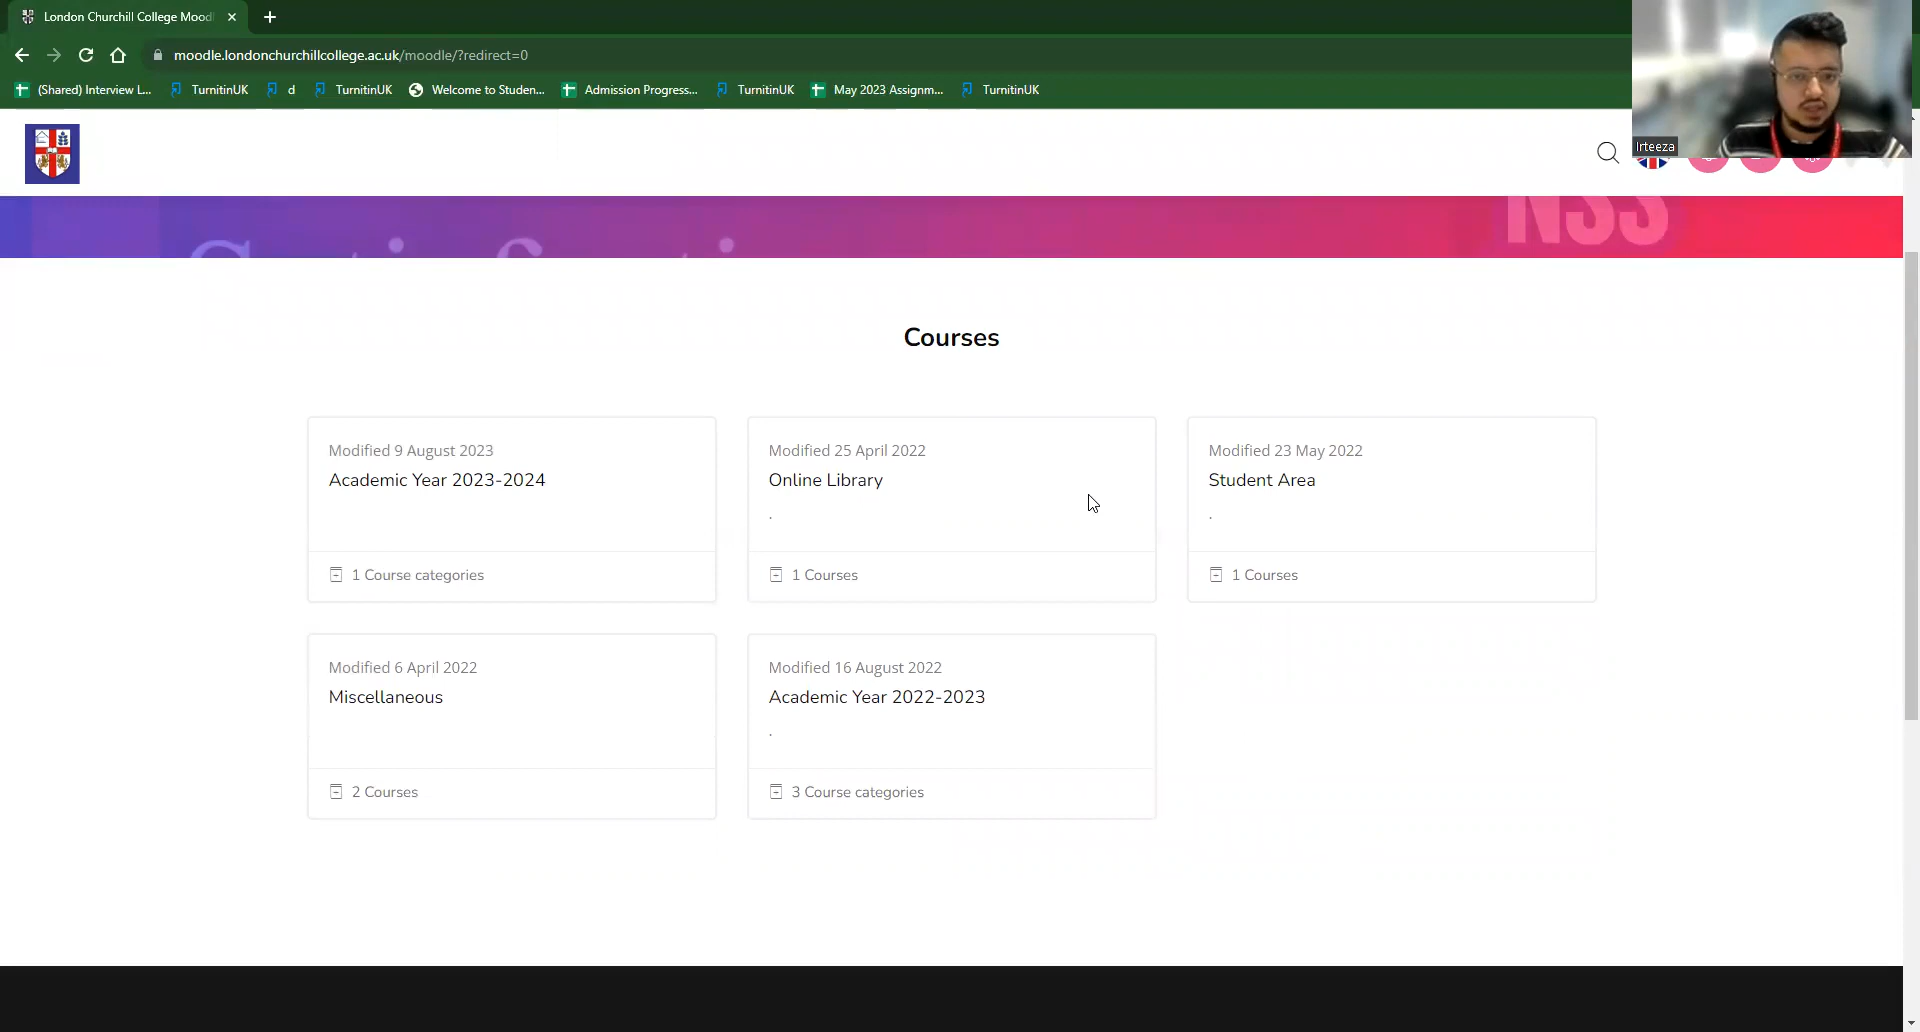 London Churchill College Mood
moodle.londonchurchillcollege.ac.uk/moodle/?redirect=0
(Shared) Interview L...
TurnitinUK
d
TurnitinUK
Welcome to Studen...
Admission Progress...
TurnitinUK
May 2023 Assignm...
TurnitinUK
Irteeza
NSS
Courses
Modified 9 August 2023
Academic Year 2023-2024
1 Course categories
Modified 25 April 2022
Online Library
.
1 Courses
Modified 23 May 2022
Student Area
.
1 Courses
Modified 6 April 2022
Miscellaneous
2 Courses
Modified 16 August 2022
Academic Year 2022-2023
.
3 Course categories